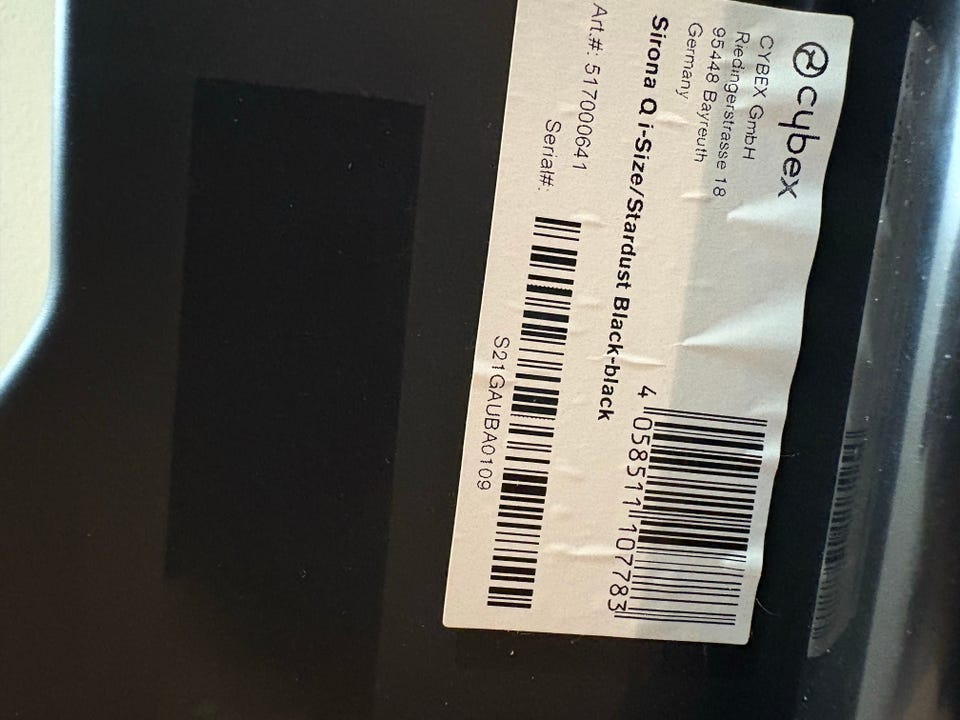 cybex
CYBEX GmbH
Riedingerstrasse 18
95448 Bayreuth
Germany
Sirona Q i-Size/Stardust Black-black
4 058511 107783
Art.#: 517000641
Serial#:
S21GAUBA0109